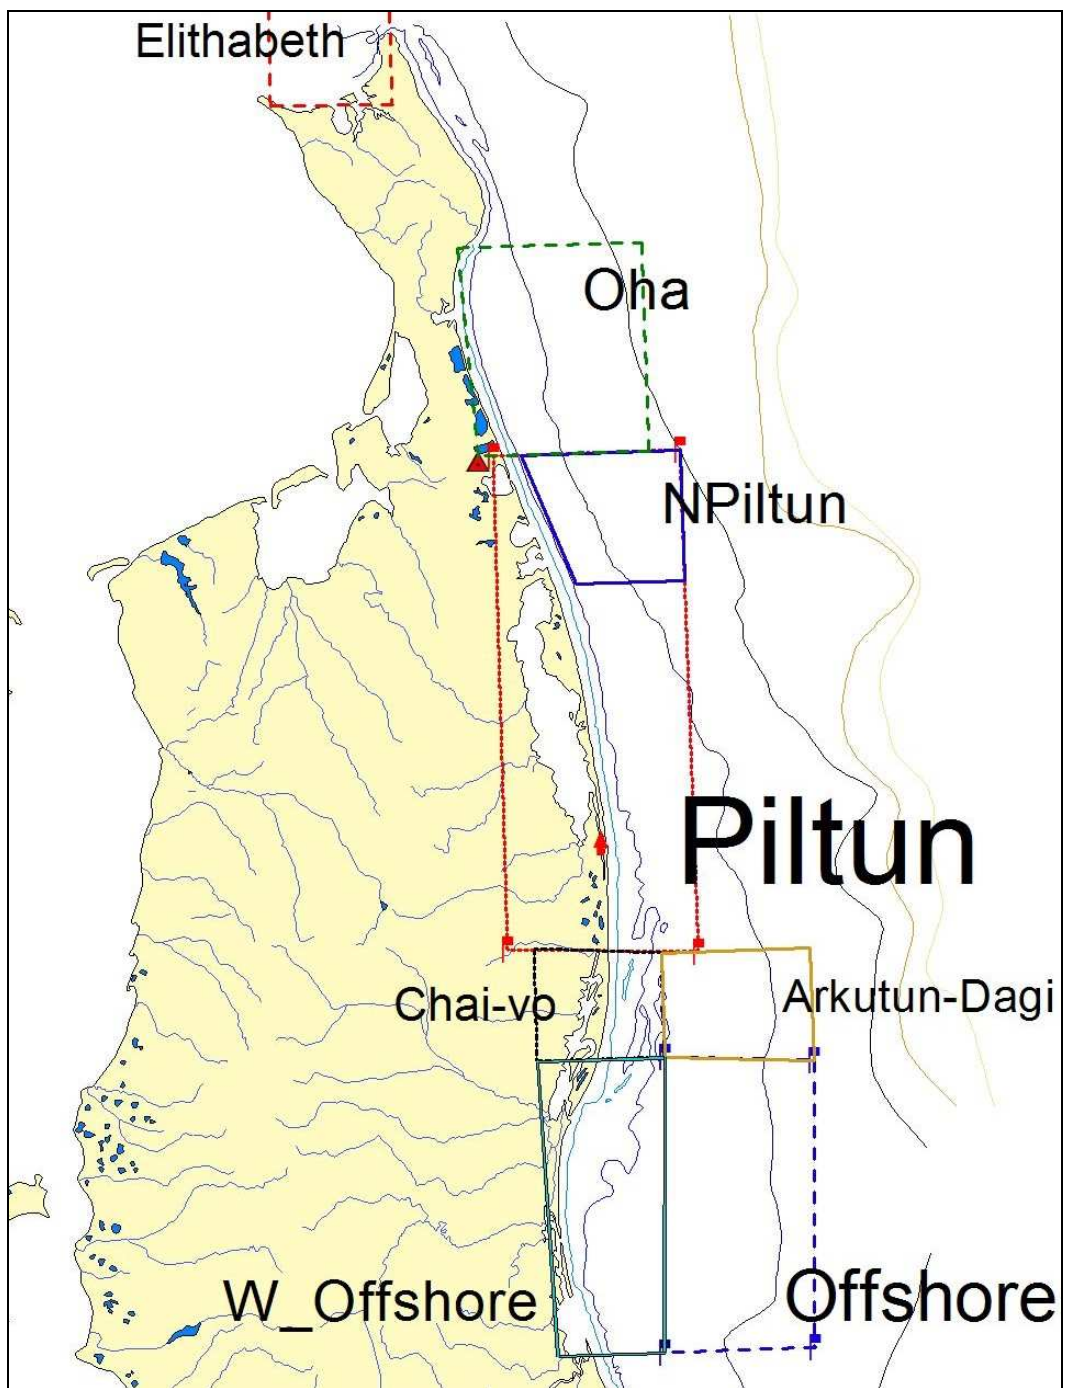 Elithabeth
Oha
NPiltun
Piltun
Chai-vo
Arkutun-Dagi
W_Offshore
Offshore